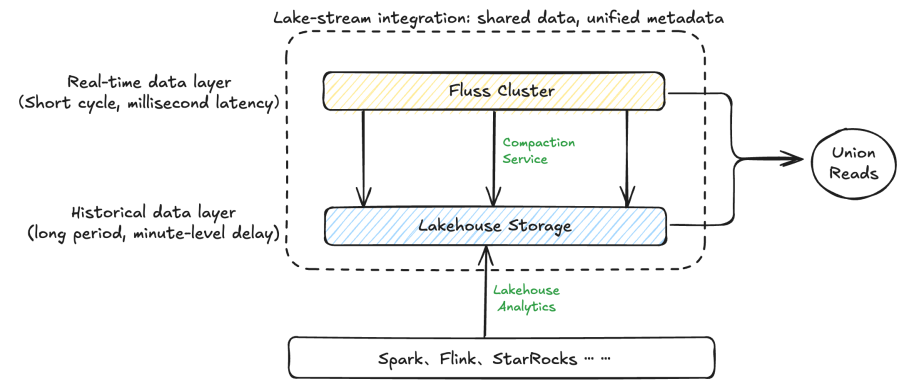 Lake-stream integration: shared data, unified metadata
Real-time data layer
(Short cycle, millisecond latency)
Fluss Cluster
Compaction
Service
Union
Reads
Historical data layer
(long period, minute-level delay)
Lakehouse Storage
Lakehouse
Analytics
Spark、Flink、StarRocks ⋯ ⋯